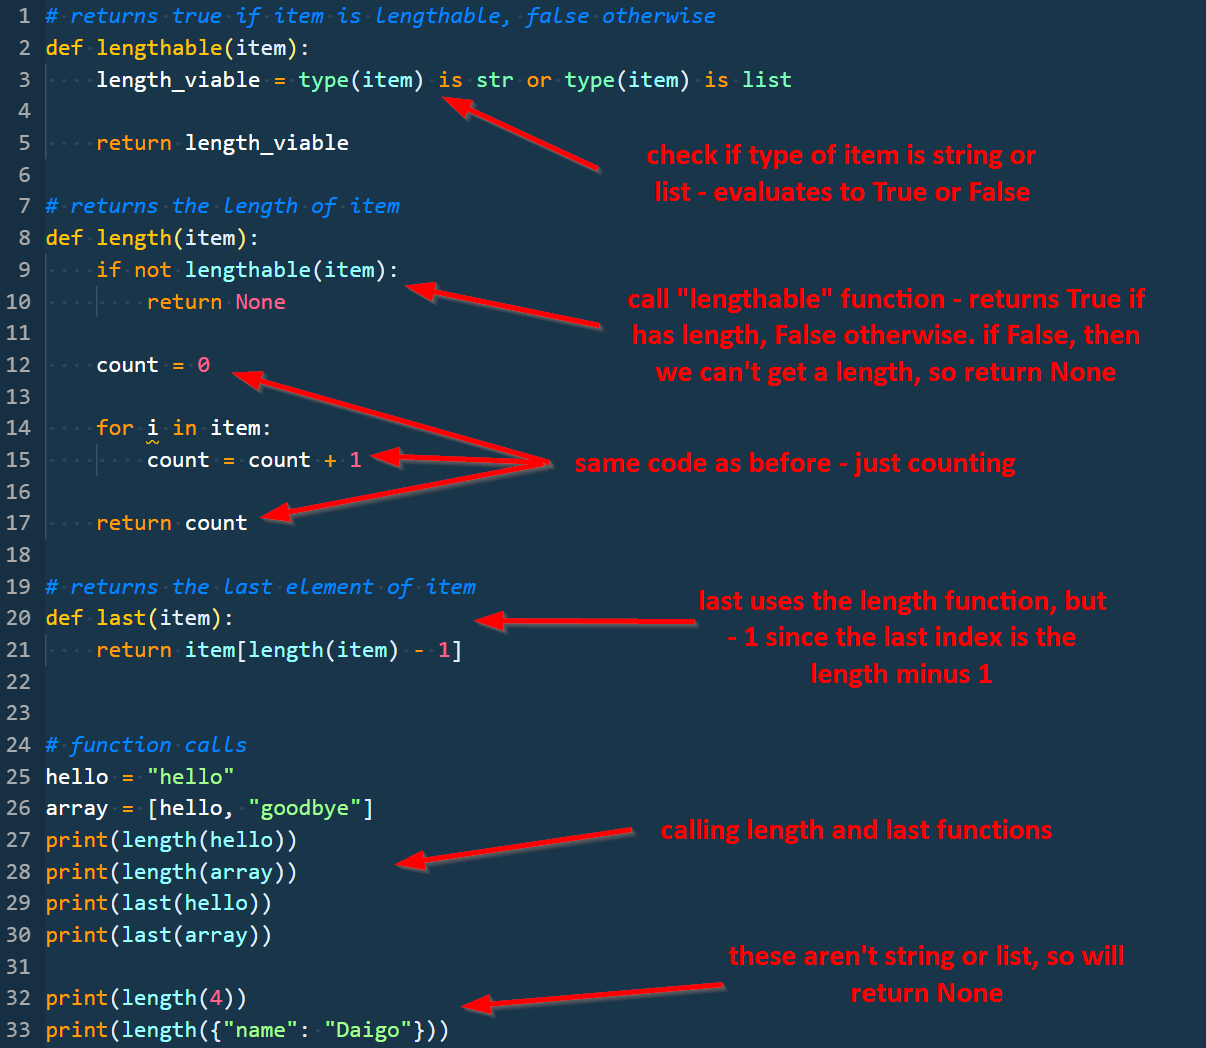 1 # returns true if item is lengthable, false otherwise
2 def lengthable(item):
3     length_viable = type(item) is str or type(item) is list
4
5     return length_viable
check if type of item is string or
list - evaluates to True or False
6
7 # returns the length of item
8 def length(item):
9     if not lengthable(item):
10         return None
call "lengthable" function - returns True if
has length, False otherwise. if False, then
we can't get a length, so return None
11
12     count = 0
13
14     for i in item:
15         count = count + 1
same code as before - just counting
16
17     return count
18
19 # returns the last element of item
20 def last(item):
21     return item[length(item) - 1]
last uses the length function, but
- 1 since the last index is the
length minus 1
22
23
24 # function calls
25 hello = "hello"
26 array = [hello, "goodbye"]
27 print(length(hello))
28 print(length(array))
29 print(last(hello))
30 print(last(array))
calling length and last functions
31
32 print(length(4))
33 print(length({"name": "Daigo"}))
these aren't string or list, so will
return None